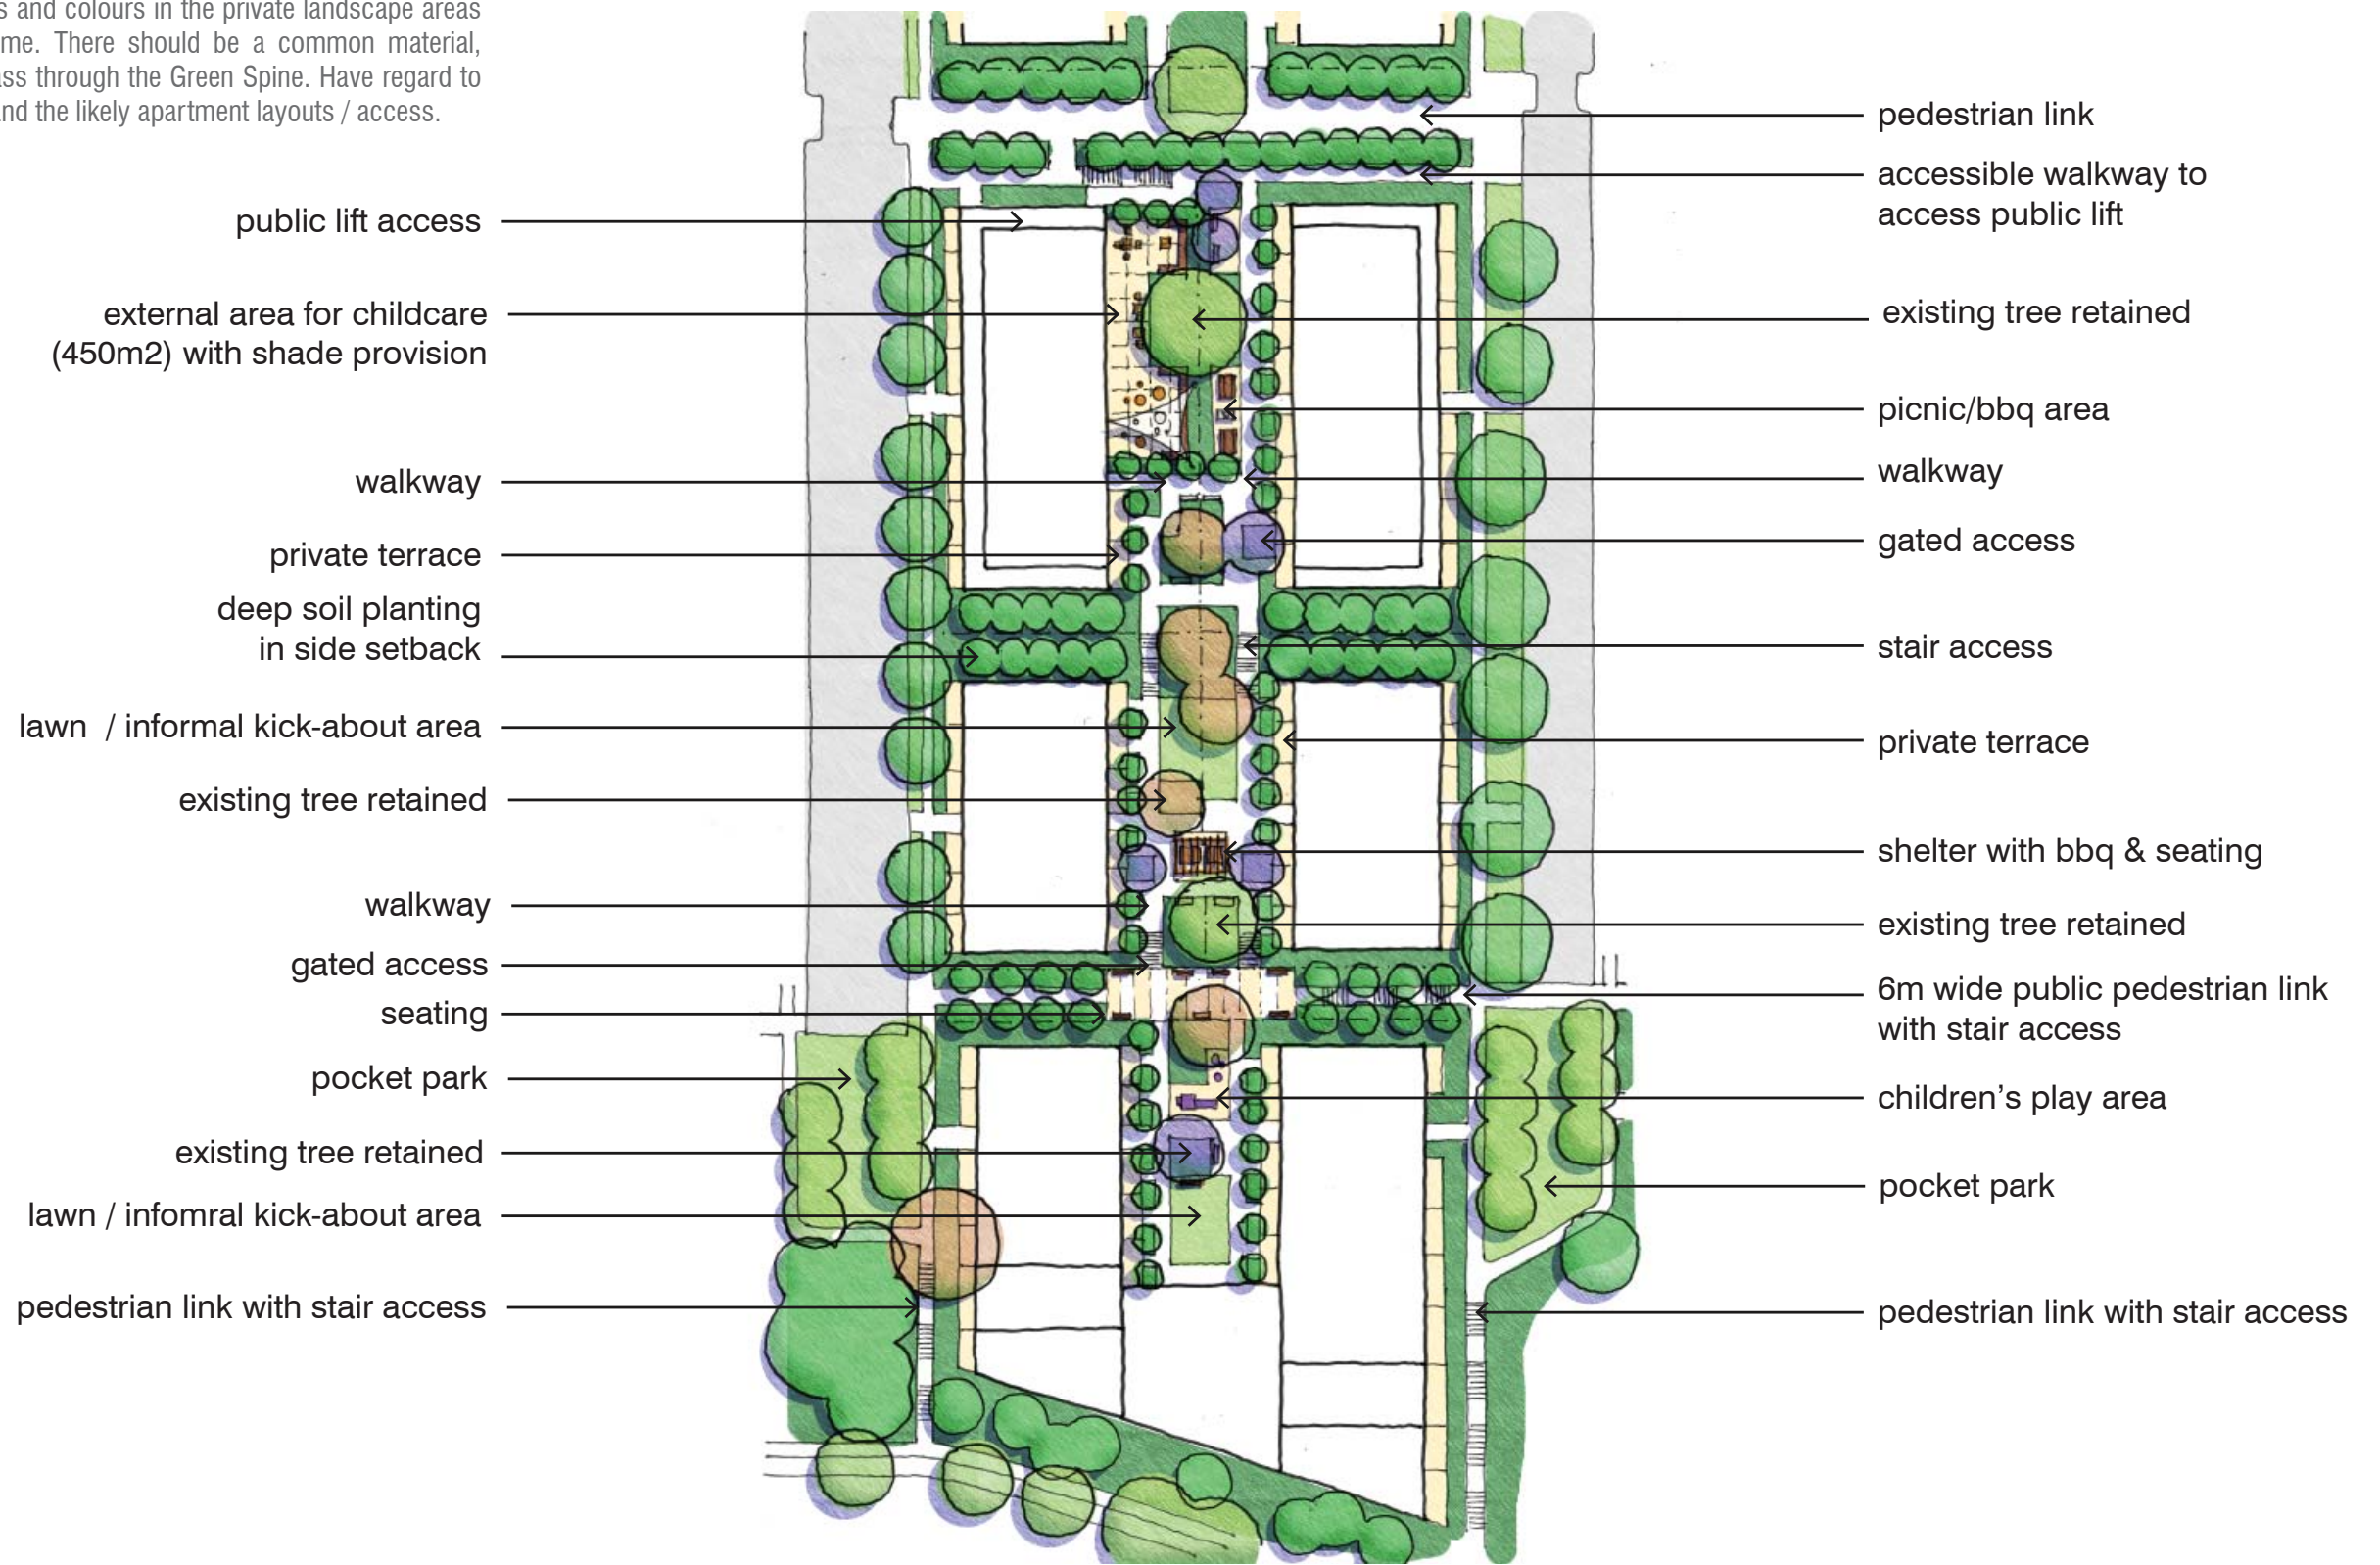 s and colours in the private landscape areas
me. There should be a common material,
ass through the Green Spine. Have regard to
nd the likely apartment layouts / access.
public lift access
external area for childcare
(450m2) with shade provision
walkway
private terrace
deep soil planting
in side setback
lawn / informal kick-about area
existing tree retained
walkway
gated access
seating
pocket park
existing tree retained
lawn / infomral kick-about area
pedestrian link with stair access
pedestrian link
accessible walkway to
access public lift
existing tree retained
picnic/bbq area
walkway
gated access
stair access
private terrace
shelter with bbq & seating
existing tree retained
6m wide public pedestrian link
with stair access
children's play area
pocket park
pedestrian link with stair access